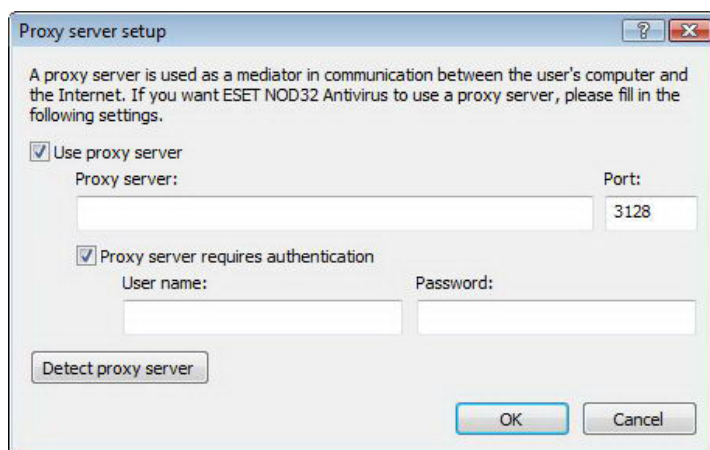 Proxy server setup
A proxy server is used as a mediator in communication between the user's computer and
the Internet. If you want ESET NOD32 Antivirus to use a proxy server, please fill in the
following settings.
Use proxy server
Proxy server: Port:
3128
Proxy server requires authentication
User name: Password:
Detect proxy server
OK Cancel